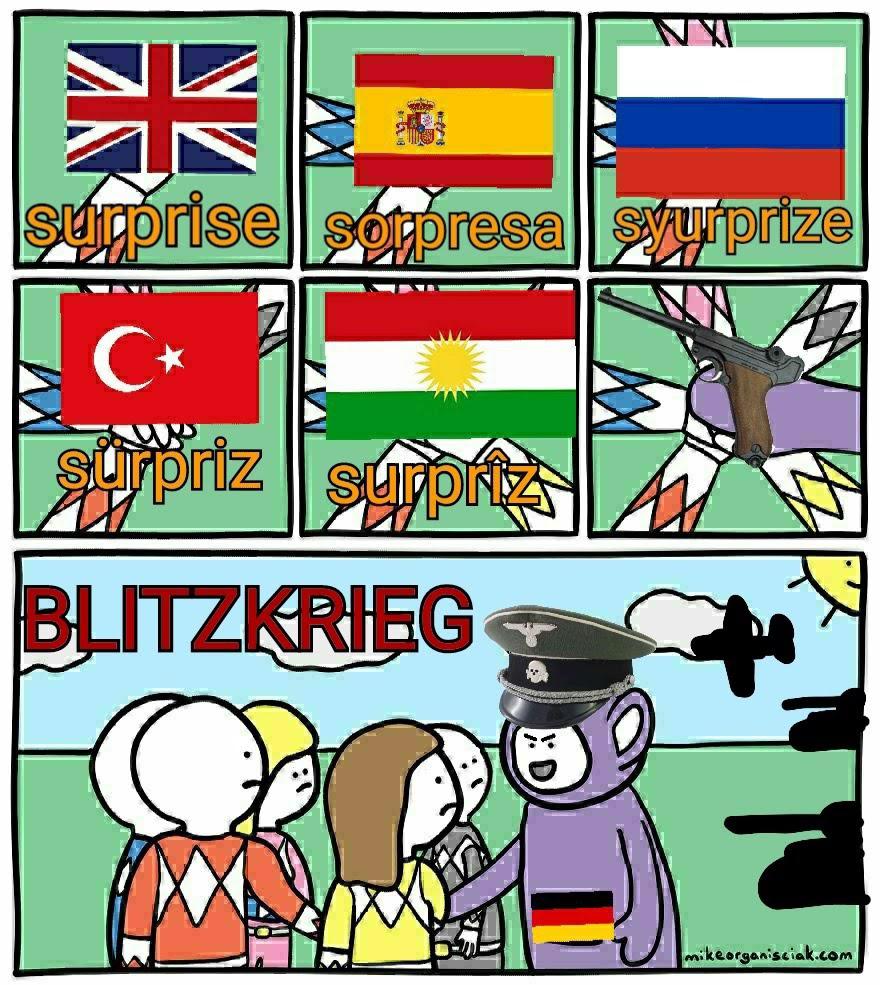 surprise
sorpresa
syurprize
sürpriz
surprîz
BLITZKRIEG
mikeorganisciak.com